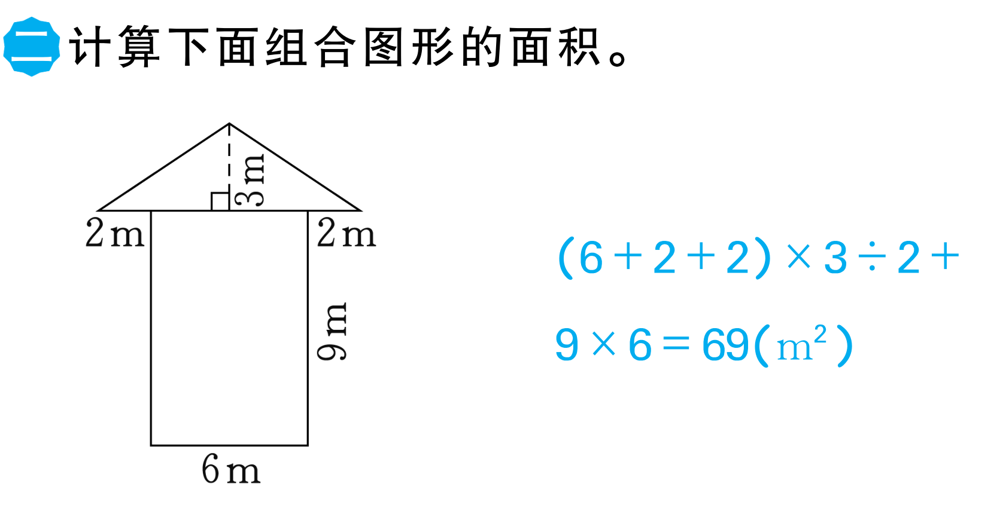 二 计算下面组合图形的面积。
3m
2m 2m
9m
6m
(6+2+2)×3÷2+
9×6=69(m²)